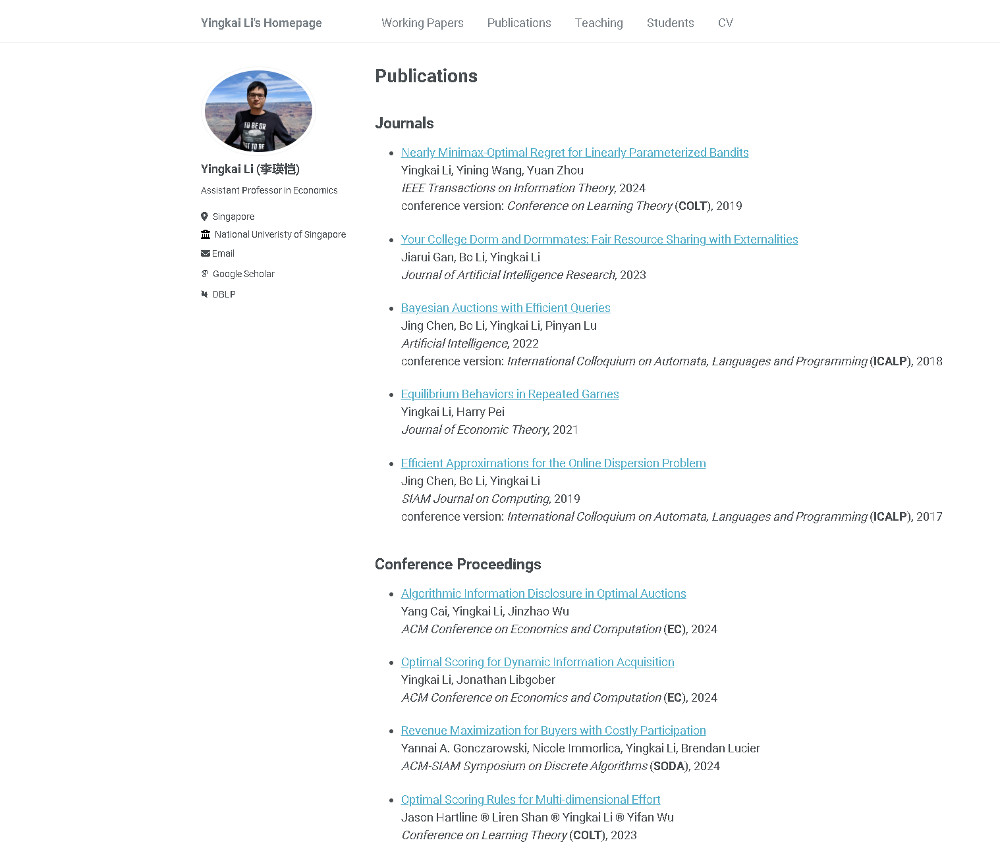 Yingkai Li's Homepage
Working Papers
Publications
Teaching
Students
CV
TO BE OR
NOT TO BE
Yingkai Li (李瑛恺)
Assistant Professor in Economics
Singapore
National Univeristy of Singapore
Email
Google Scholar
DBLP
Publications
Journals
Nearly Minimax-Optimal Regret for Linearly Parameterized Bandits
Yingkai Li, Yining Wang, Yuan Zhou
IEEE Transactions on Information Theory, 2024
conference version: Conference on Learning Theory (COLT), 2019
Your College Dorm and Dormmates: Fair Resource Sharing with Externalities
Jiarui Gan, Bo Li, Yingkai Li
Journal of Artificial Intelligence Research, 2023
Bayesian Auctions with Efficient Queries
Jing Chen, Bo Li, Yingkai Li, Pinyan Lu
Artificial Intelligence, 2022
conference version: International Colloquium on Automata, Languages and Programming (ICALP), 2018
Equilibrium Behaviors in Repeated Games
Yingkai Li, Harry Pei
Journal of Economic Theory, 2021
Efficient Approximations for the Online Dispersion Problem
Jing Chen, Bo Li, Yingkai Li
SIAM Journal on Computing, 2019
conference version: International Colloquium on Automata, Languages and Programming (ICALP), 2017
Conference Proceedings
Algorithmic Information Disclosure in Optimal Auctions
Yang Cai, Yingkai Li, Jinzhao Wu
ACM Conference on Economics and Computation (EC), 2024
Optimal Scoring for Dynamic Information Acquisition
Yingkai Li, Jonathan Libgober
ACM Conference on Economics and Computation (EC), 2024
Revenue Maximization for Buyers with Costly Participation
Yannai A. Gonczarowski, Nicole Immorlica, Yingkai Li, Brendan Lucier
ACM-SIAM Symposium on Discrete Algorithms (SODA), 2024
Optimal Scoring Rules for Multi-dimensional Effort
Jason Hartline ® Liren Shan ® Yingkai Li ® Yifan Wu
Conference on Learning Theory (COLT), 2023